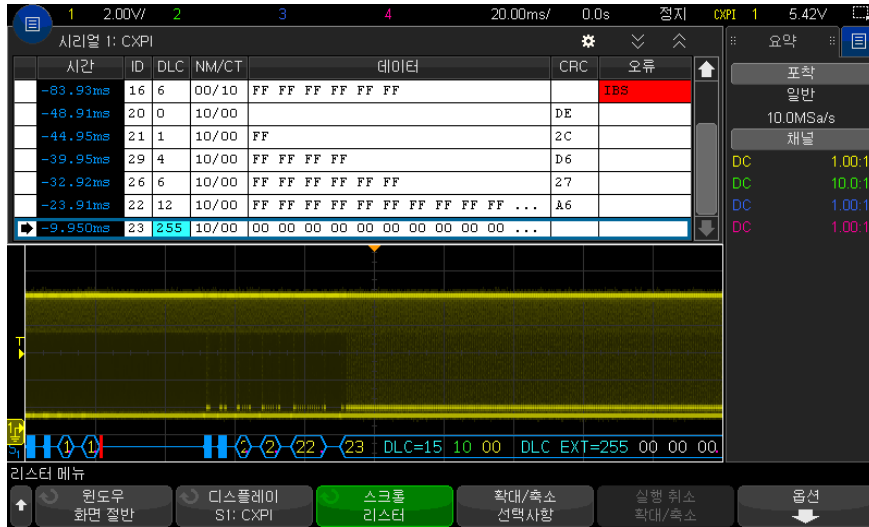 1 2.00V/ 2 3 4 20.00ms/ 0.0s 정지 CXPI 1 5.42V
시리얼 1: CXPI
요약
시간 ID DLC NM/CT 데이터 CRC 오류
-83.93ms 16 6 00/10 FF FF FF FF FF FF IBS
-48.91ms 20 0 10/00 DE
-44.95ms 21 1 10/00 FF 2C
-39.95ms 29 4 10/00 FF FF FF FF D6
-32.92ms 26 6 10/00 FF FF FF FF FF FF 27
-23.91ms 22 12 10/00 FF FF FF FF FF FF FF FF FF ... A6
-9.950ms 23 255 10/00 00 00 00 00 00 00 00 00 00 ...
포착
일반
10.0MSa/s
채널
DC 1.00:1
DC 10.0:1
DC 1.00:1
DC 1.00:1
T
1
S1 1 1 2 2 22 23 DLC=15 10 00 DLC EXT=255 00 00 00
리스터 메뉴
윈도우
화면 절반
디스플레이
S1: CXPI
스크롤
리스터
확대/축소
선택사항
실행 취소
확대/축소
옵션